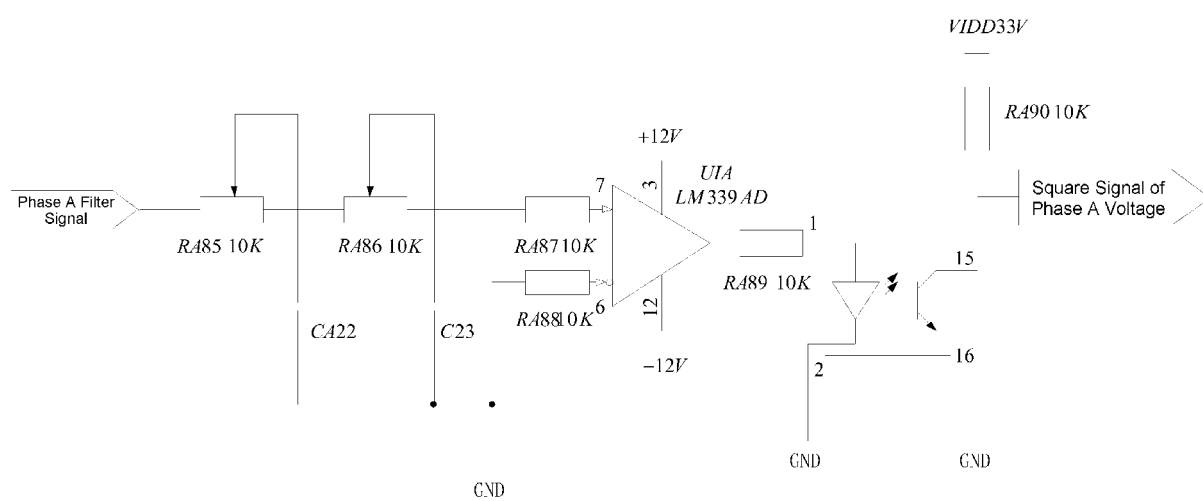 VIDD33V
RA90 10K
+12V
UIA
LM339AD
3
7
Phase A Filter
Signal
Square Signal of
Phase A Voltage
RA85 10K
RA86 10K
RA87 10K
1
RA89 10K
15
RA88 10K
6
12
CA22
C23
-12V
2
16
GND
GND
GND